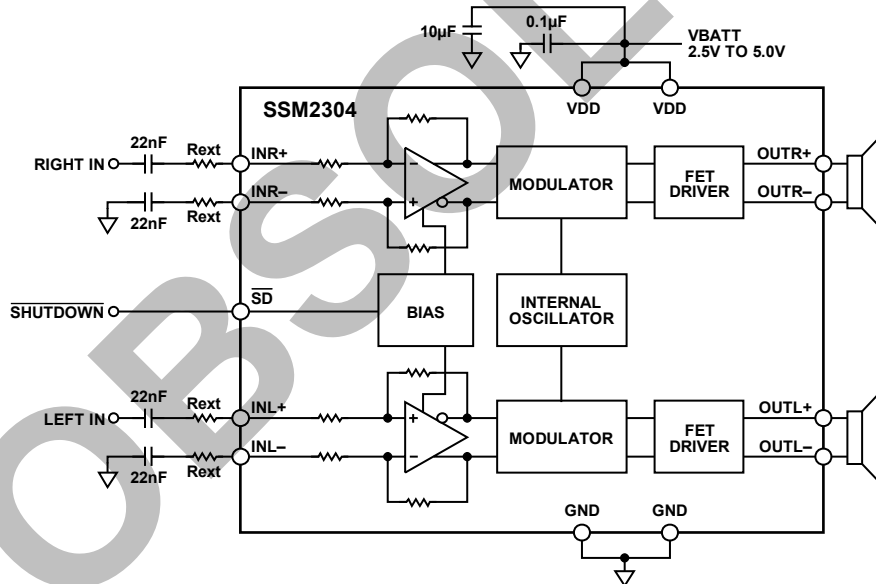 10µF
0.1µF
VBATT
2.5V TO 5.0V
SSM2304
VDD
VDD
22nF
Rext
INR+
RIGHT IN
22nF
Rext
INR–
MODULATOR
FET
DRIVER
OUTR+
OUTR–
SHUTDOWN
SD
BIAS
INTERNAL
OSCILLATOR
22nF
Rext
INL+
LEFT IN
22nF
Rext
INL–
MODULATOR
FET
DRIVER
OUTL+
OUTL–
GND
GND
OBSOL